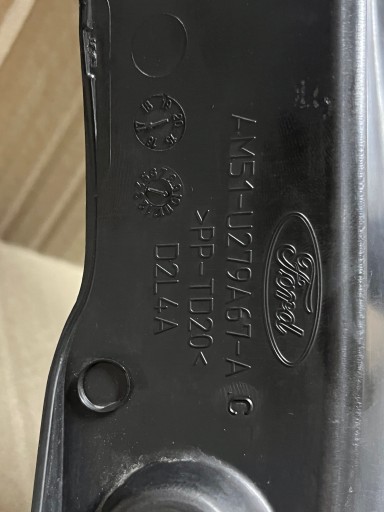 Ford
AM51-U279A67-AC
>PP-TD20<
D2L4A